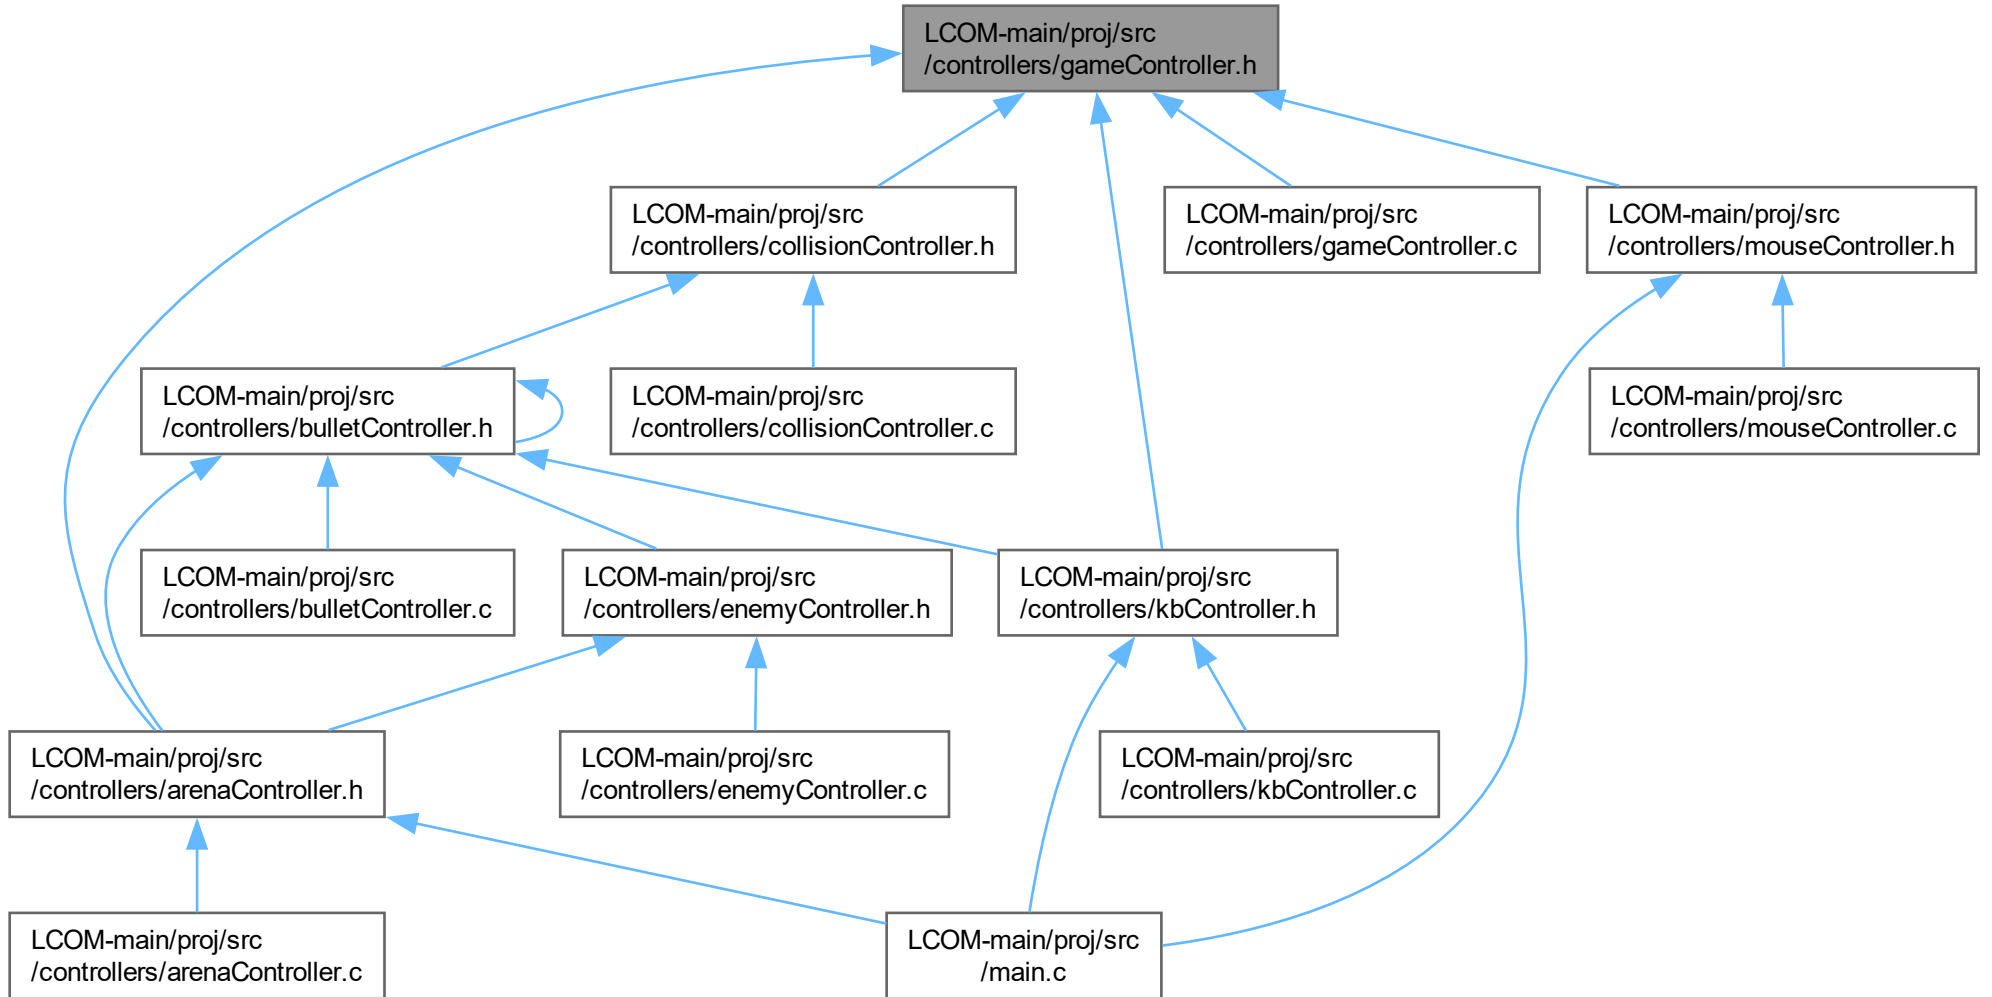 LCOM-main/proj/src
/controllers/gameController.h
LCOM-main/proj/src
/controllers/collisionController.h
LCOM-main/proj/src
/controllers/gameController.c
LCOM-main/proj/src
/controllers/mouseController.h
LCOM-main/proj/src
/controllers/bulletController.h
LCOM-main/proj/src
/controllers/collisionController.c
LCOM-main/proj/src
/controllers/mouseController.c
LCOM-main/proj/src
/controllers/bulletController.c
LCOM-main/proj/src
/controllers/enemyController.h
LCOM-main/proj/src
/controllers/kbController.h
LCOM-main/proj/src
/controllers/arenaController.h
LCOM-main/proj/src
/controllers/enemyController.c
LCOM-main/proj/src
/controllers/kbController.c
LCOM-main/proj/src
/controllers/arenaController.c
LCOM-main/proj/src
/main.c